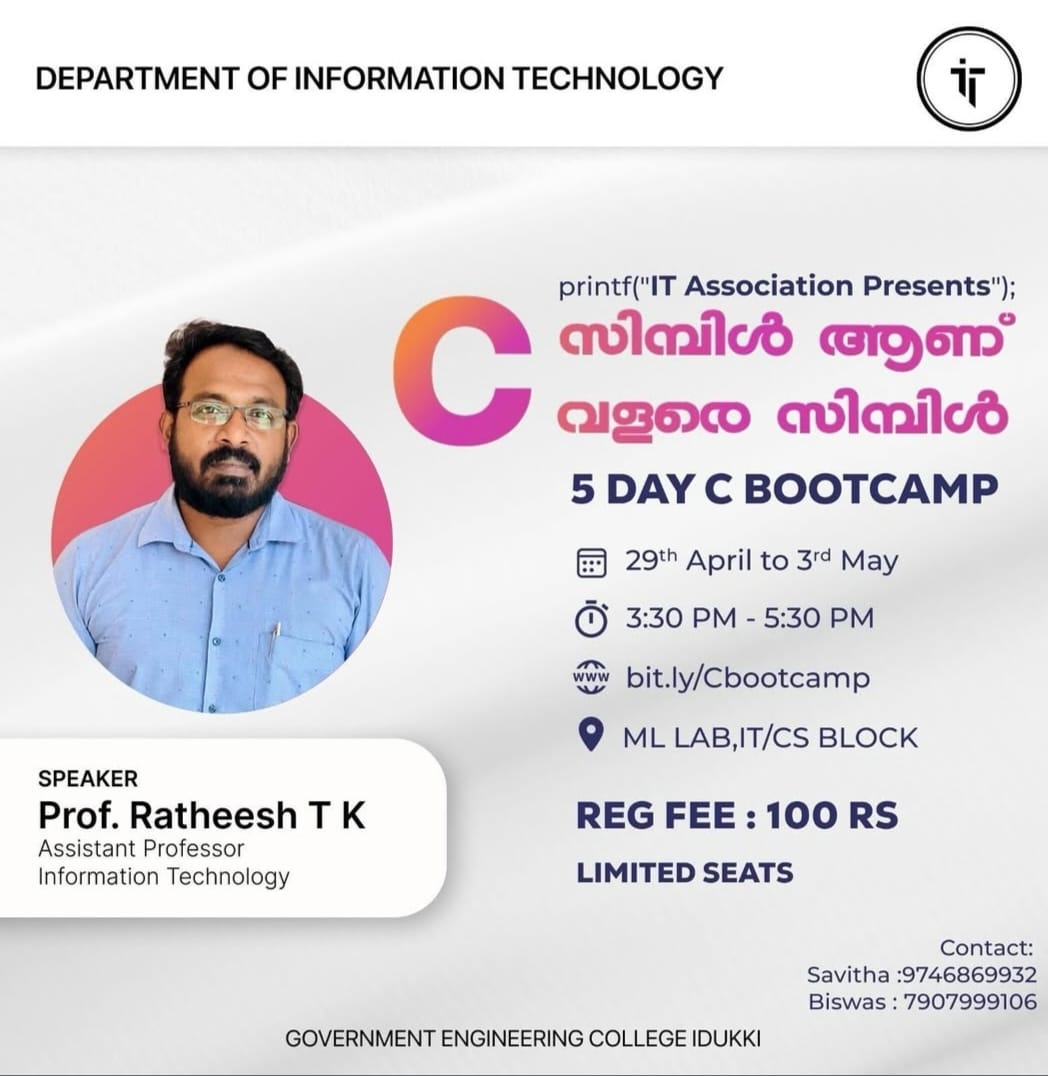 DEPARTMENT OF INFORMATION TECHNOLOGY
iT
printf("IT Association Presents");
C സിമ്പിൾ ആണ്
വളരെ സിമ്പിൾ
5 DAY C BOOTCAMP
29th April to 3rd May
3:30 PM - 5:30 PM
www bit.ly/Cbootcamp
ML LAB,IT/CS BLOCK
REG FEE : 100 RS
LIMITED SEATS
SPEAKER
Prof. Ratheesh T K
Assistant Professor
Information Technology
Contact:
Savitha :9746869932
Biswas : 7907999106
GOVERNMENT ENGINEERING COLLEGE IDUKKI